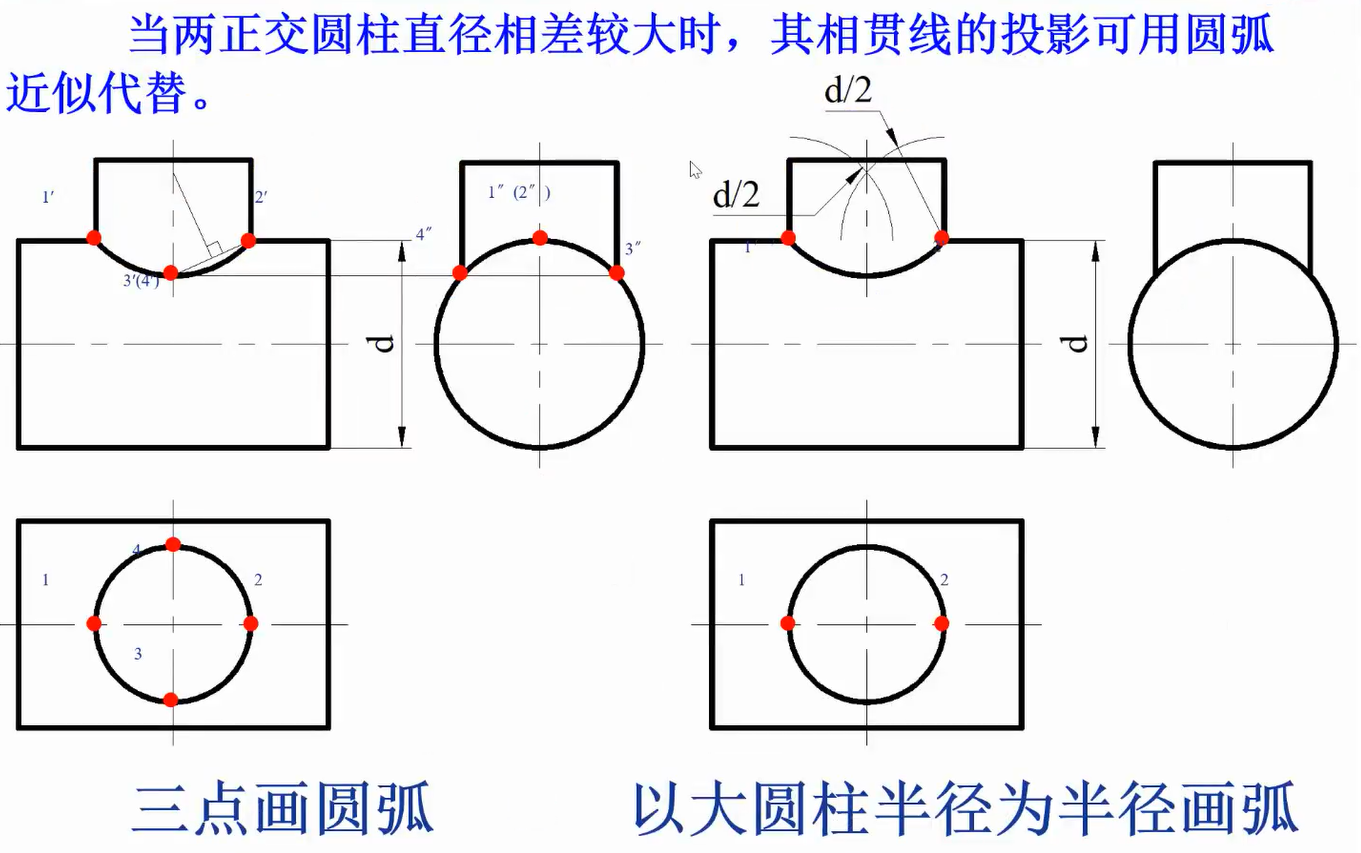 当两正交圆柱直径相差较大时，其相贯线的投影可用圆弧
近似代替。
d/2
d/2
1′
2′
3′(4′)
d
1″ (2″ )
4″
3″
1′
d
4
1
2
3
1
2
三点画圆弧
以大圆柱半径为半径画弧